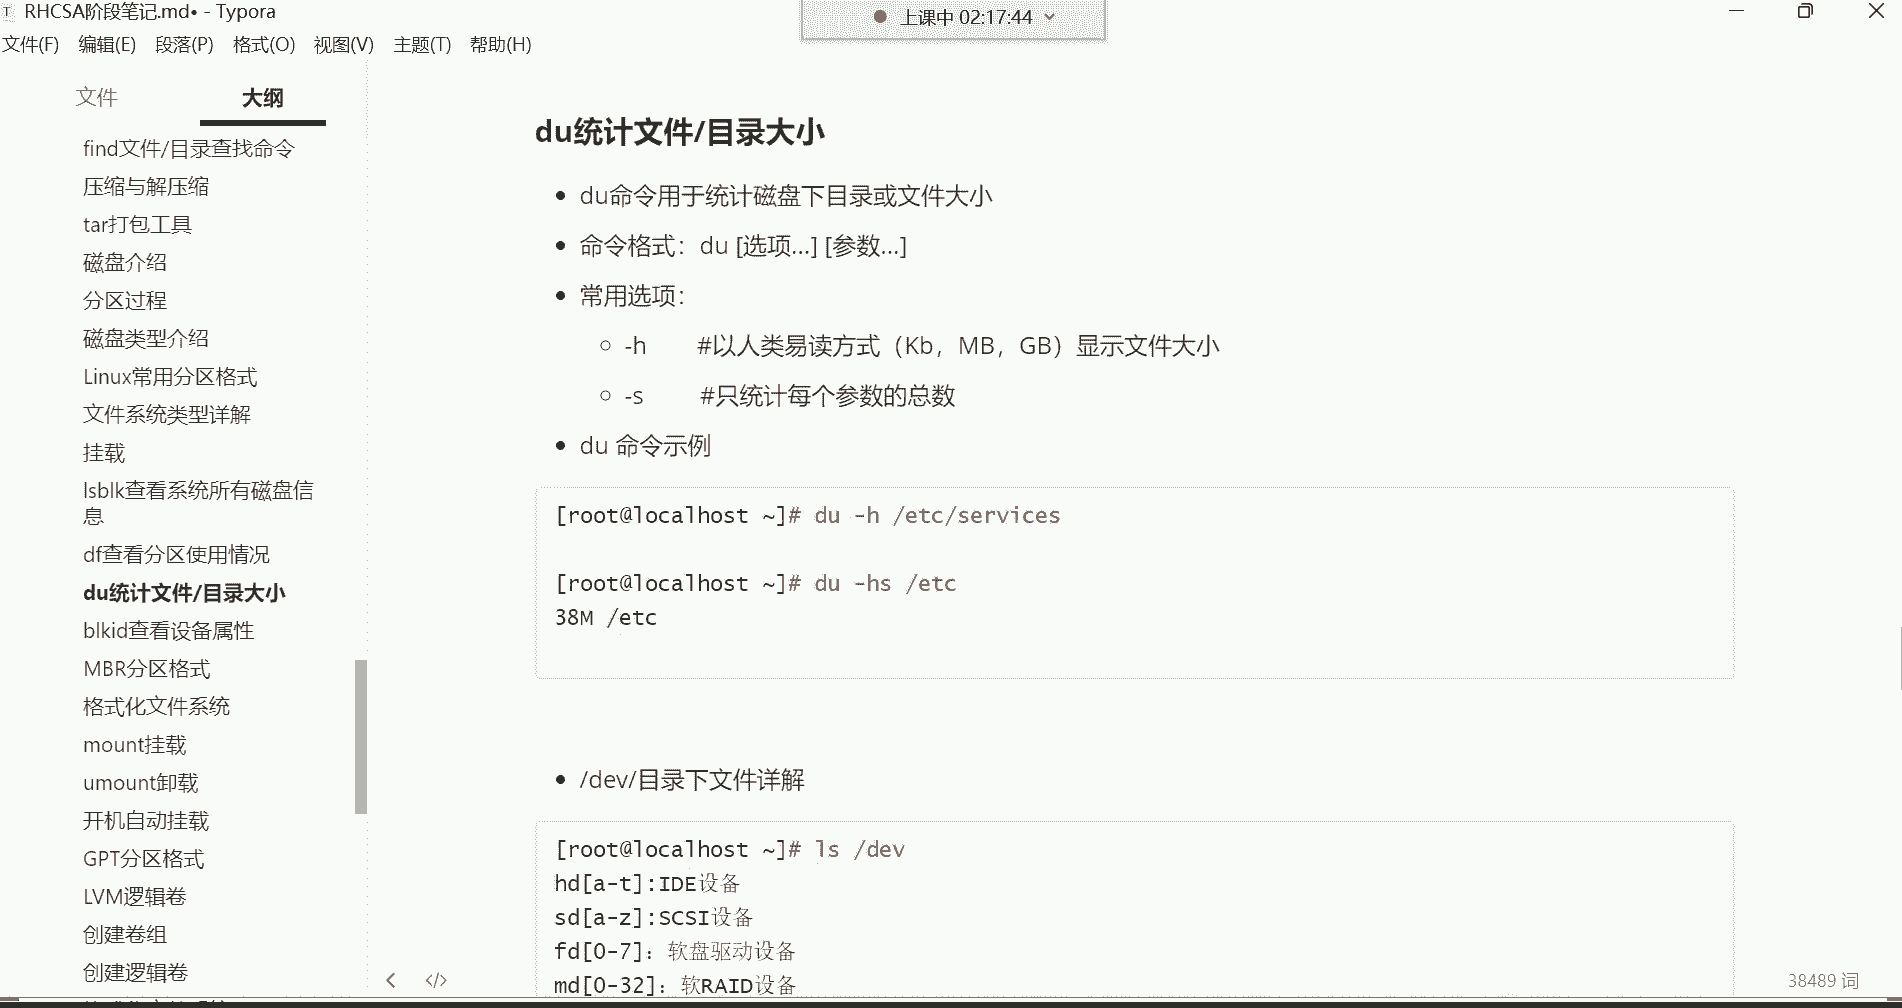 RHCSA阶段笔记.md• - Typora
上课中 02:17:44
文件(F) 编辑(E) 段落(P) 格式(O) 视图(V) 主题(T) 帮助(H)
文件 大纲
find文件/目录查找命令
压缩与解压缩
tar打包工具
磁盘介绍
分区过程
磁盘类型介绍
Linux常用分区格式
文件系统类型详解
挂载
lsblk查看系统所有磁盘信
息
df查看分区使用情况
du统计文件/目录大小
blkid查看设备属性
MBR分区格式
格式化文件系统
mount挂载
umount卸载
开机自动挂载
GPT分区格式
LVM逻辑卷
创建卷组
创建逻辑卷
du统计文件/目录大小
du命令用于统计磁盘下目录或文件大小
命令格式：du [选项...] [参数...]
常用选项：
-h #以人类易读方式（Kb，MB，GB）显示文件大小
-s #只统计每个参数的总数
du 命令示例
[root@localhost ~]# du -h /etc/services
[root@localhost ~]# du -hs /etc
38M /etc
/dev/目录下文件详解
[root@localhost ~]# ls /dev
hd[a-t]:IDE设备
sd[a-z]:SCSI设备
fd[0-7]：软盘驱动设备
md[0-32]：软RAID设备
38489 词